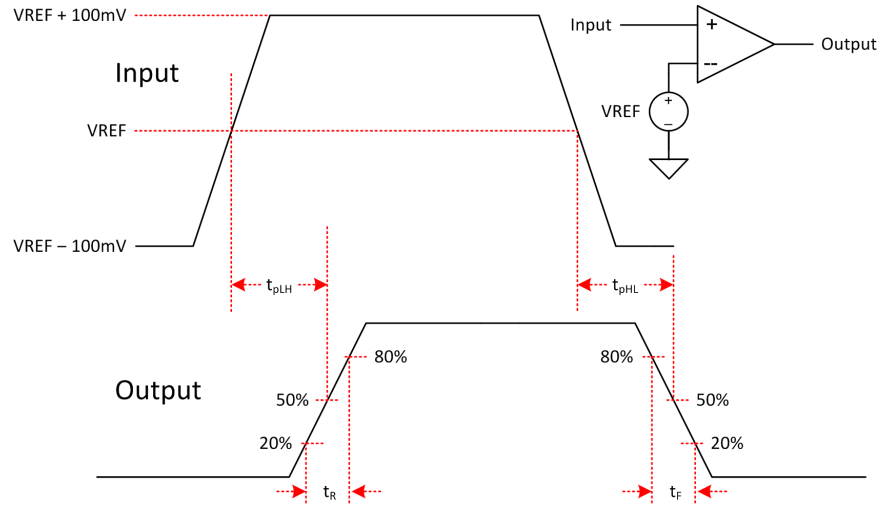 VREF + 100mV
Input
Output
+
--
Input
VREF
+
–
VREF
VREF – 100mV
tpLH
tpHL
80%
80%
Output
50%
50%
20%
20%
tR
tF